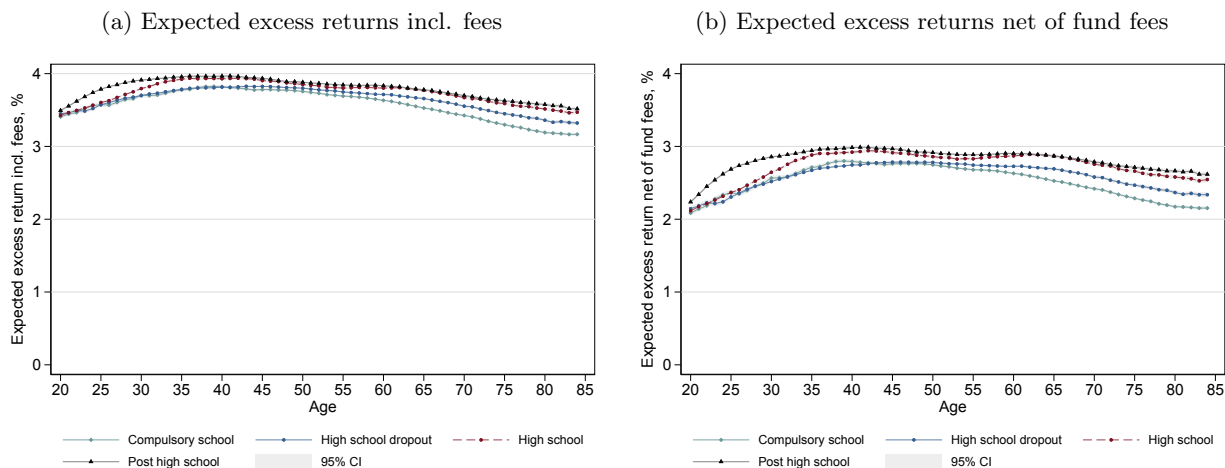 (a) Expected excess returns incl. fees
Expected excess return incl. fees, %
4
3
2
1
0
20 25 30 35 40 45 50 55 60 65 70 75 80 85
Age
Compulsory school High school dropout High school
Post high school 95% CI
(b) Expected excess returns net of fund fees
Expected excess return net of fund fees, %
4
3
2
1
0
20 25 30 35 40 45 50 55 60 65 70 75 80 85
Age
Compulsory school High school dropout High school
Post high school 95% CI